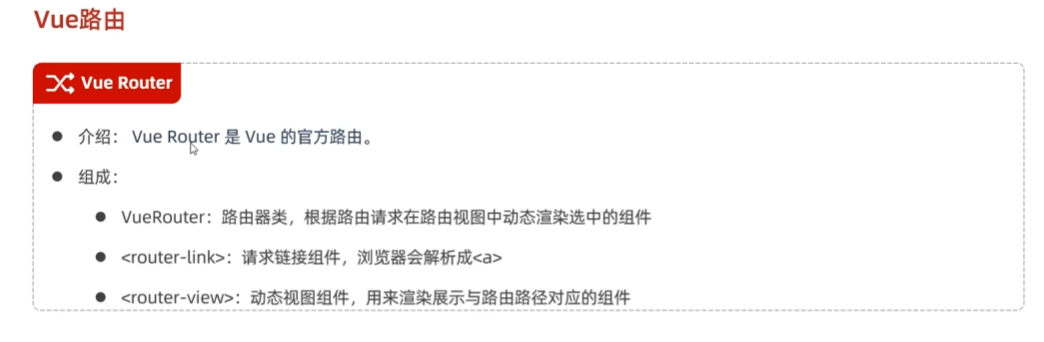 Vue路由
Vue Router
介绍： Vue Router 是 Vue 的官方路由。
组成：
VueRouter：路由器类，根据路由请求在路由视图中动态渲染选中的组件
<router-link>：请求链接组件，浏览器会解析成<a>
<router-view>：动态视图组件，用来渲染展示与路由路径对应的组件